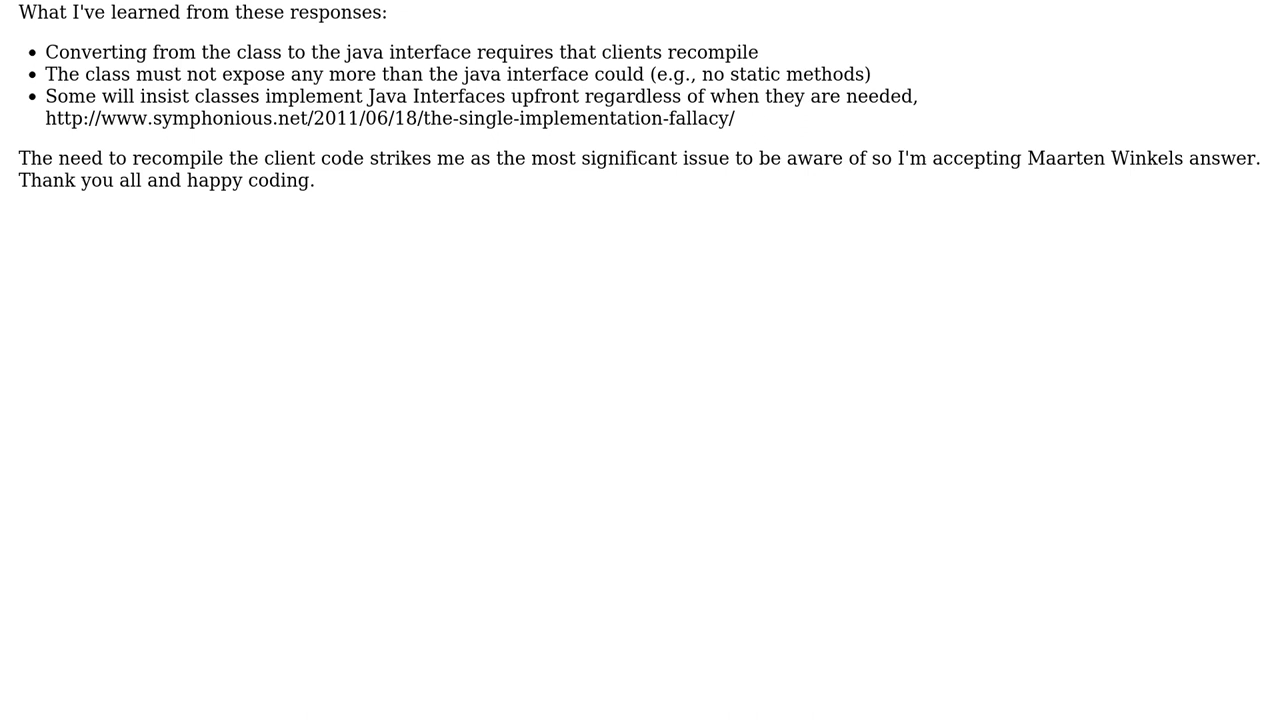 What I've learned from these responses:
• Converting from the class to the java interface requires that clients recompile
• The class must not expose any more than the java interface could (e.g., no static methods)
• Some will insist classes implement Java Interfaces upfront regardless of when they are needed,
http://www.symphonious.net/2011/06/18/the-single-implementation-fallacy/
The need to recompile the client code strikes me as the most significant issue to be aware of so I'm accepting Maarten Winkels answer.
Thank you all and happy coding.